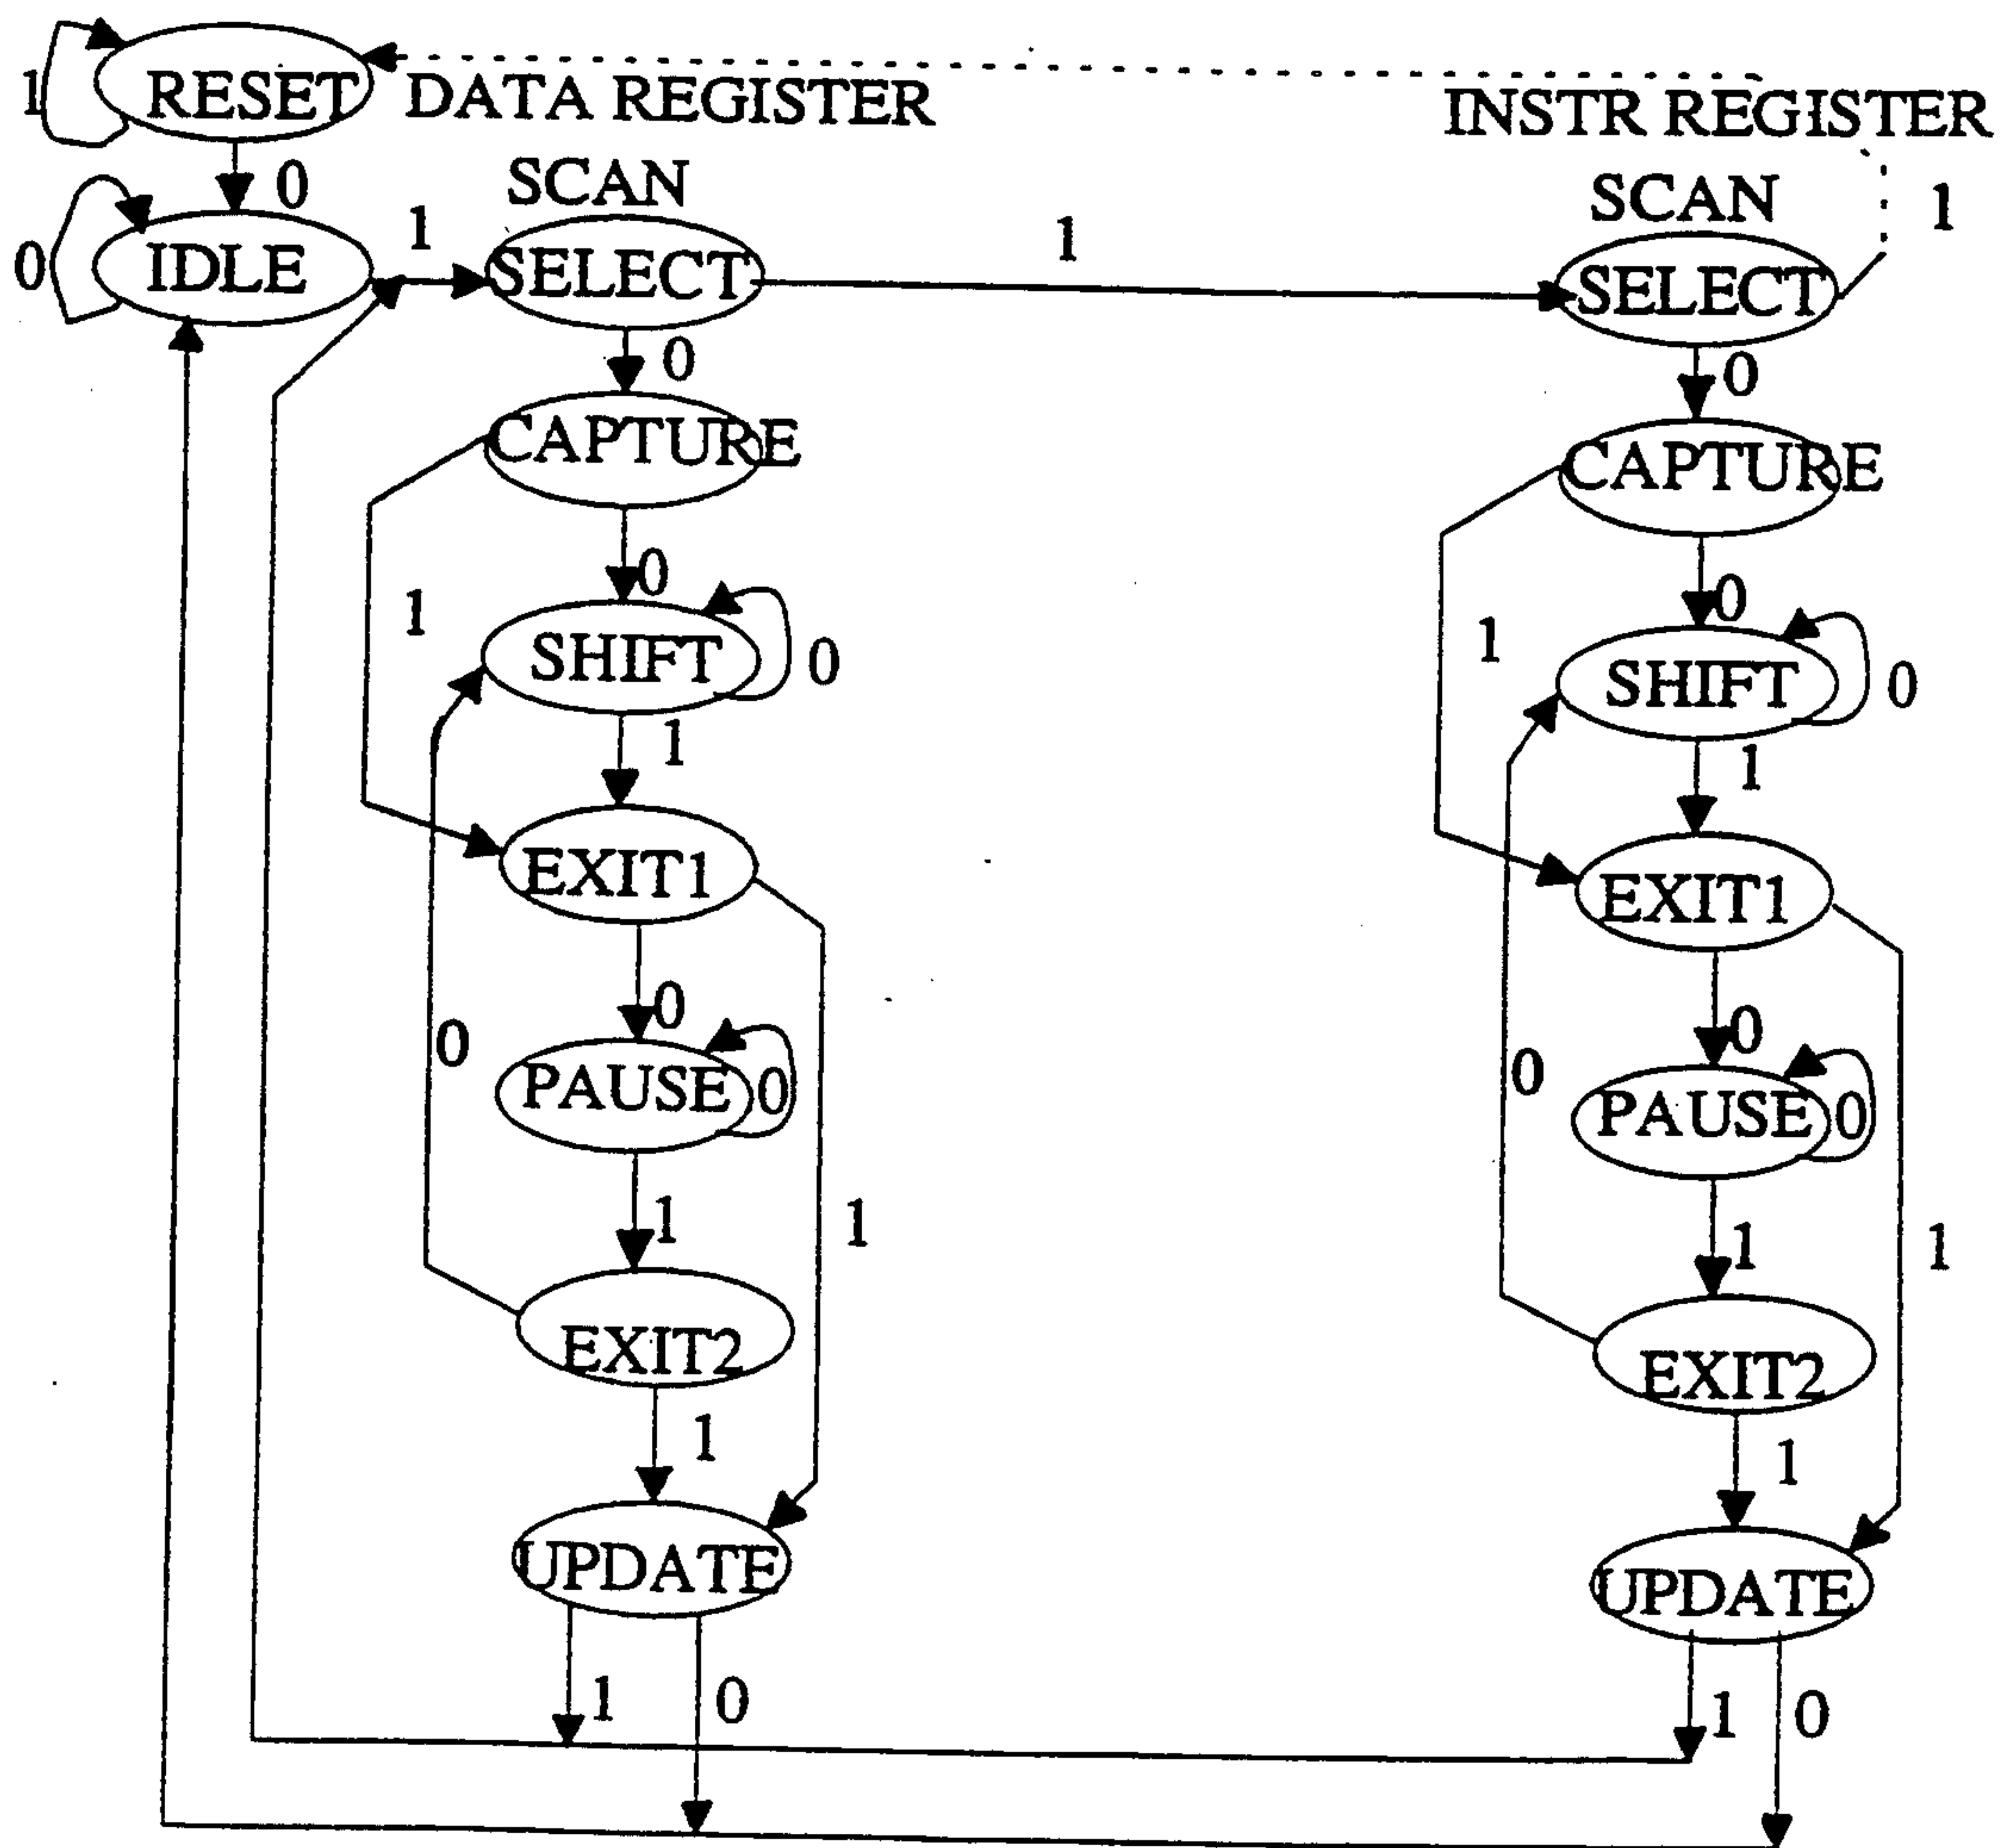 1
RESET
DATA REGISTER
INSTR REGISTER
0
SCAN
SCAN
1
0
IDLE
1
SELECT
1
SELECT
0
0
CAPTURE
CAPTURE
0
0
1
SHIFT
0
1
SHIFT
0
1
1
EXIT1
EXIT1
0
0
0
PAUSE
0
0
PAUSE
0
1
1
1
1
EXIT2
EXIT2
1
1
UPDATE
UPDATE
1
0
1
0